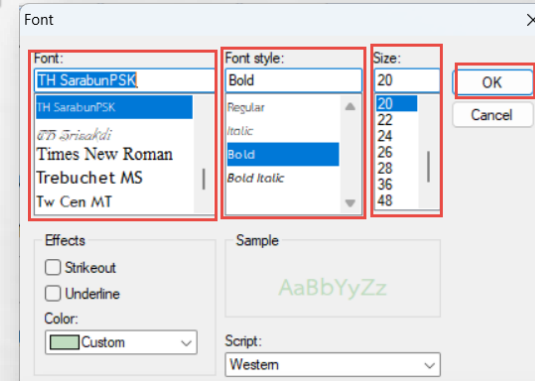 Font
Font:
TH SarabunPSK
TH SarabunPSK
TH Srisakdi
Times New Roman
Trebuchet MS
Tw Cen MT
Font style:
Bold
Regular
Italic
Bold
Bold Italic
Size:
20
20
22
24
26
28
36
48
OK
Cancel
Effects
Strikeout
Underline
Color:
Custom
Sample
AaBbYyZz
Script:
Western